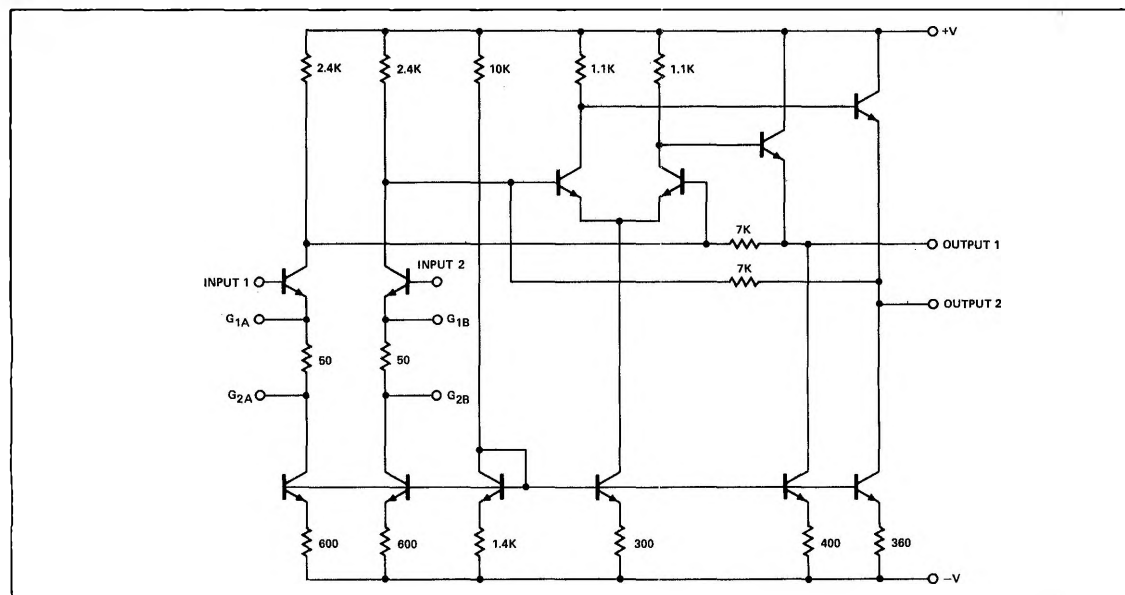 +V
2.4K
2.4K
10K
1.1K
1.1K
7K
OUTPUT 1
INPUT 1
INPUT 2
7K
OUTPUT 2
G1A
G1B
50
50
G2A
G2B
600
600
1.4K
300
400
360
−V